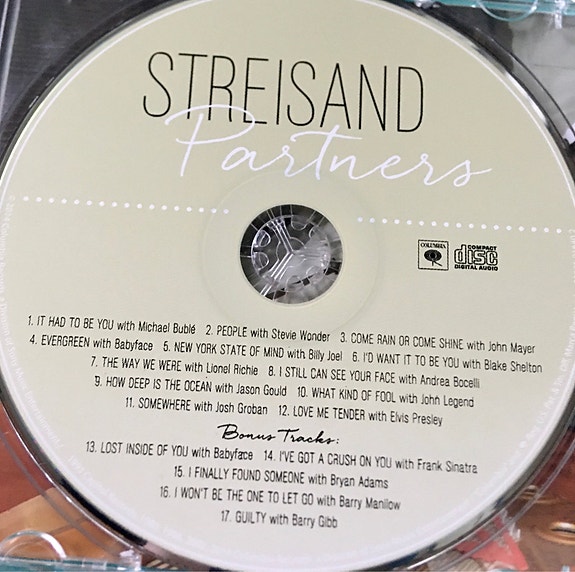 STREISAND
Partners
COLUMBIA
COMPACT
disc
DIGITAL AUDIO
1. IT HAD TO BE YOU with Michael Bublé 2. PEOPLE with Stevie Wonder 3. COME RAIN OR COME SHINE with John Mayer
4. EVERGREEN with Babyface 5. NEW YORK STATE OF MIND with Billy Joel 6. I'D WANT IT TO BE YOU with Blake Shelton
7. THE WAY WE WERE with Lionel Richie 8. I STILL CAN SEE YOUR FACE with Andrea Bocelli
9. HOW DEEP IS THE OCEAN with Jason Gould 10. WHAT KIND OF FOOL with John Legend
11. SOMEWHERE with Josh Groban 12. LOVE ME TENDER with Elvis Presley
Bonus Tracks:
13. LOST INSIDE OF YOU with Babyface 14. I'VE GOT A CRUSH ON YOU with Frank Sinatra
15. I FINALLY FOUND SOMEONE with Bryan Adams
16. I WON'T BE THE ONE TO LET GO with Barry Manilow
17. GUILTY with Barry Gibb